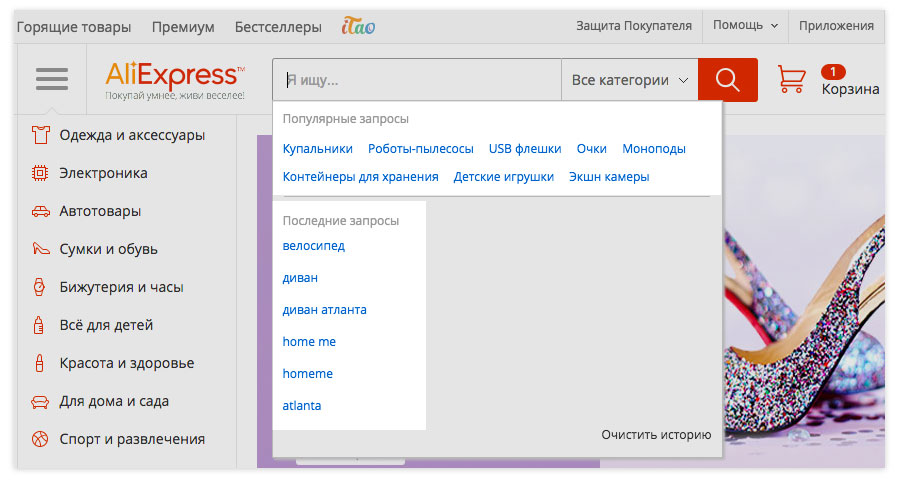 Горящие товары Премиум Бестселлеры iTao Защита Покупателя Помощь Приложения
AliExpress™
Покупай умнее, живи веселее!
Я ищу...
Все категории
1
Корзина
Одежда и аксессуары
Электроника
Автотовары
Сумки и обувь
Бижутерия и часы
Всё для детей
Красота и здоровье
Для дома и сада
Спорт и развлечения
Популярные запросы
Купальники Роботы-пылесосы USB флешки Очки Моноподы
Контейнеры для хранения Детские игрушки Экшн камеры
Последние запросы
велосипед
диван
диван атланта
home me
homeme
atlanta
Очистить историю